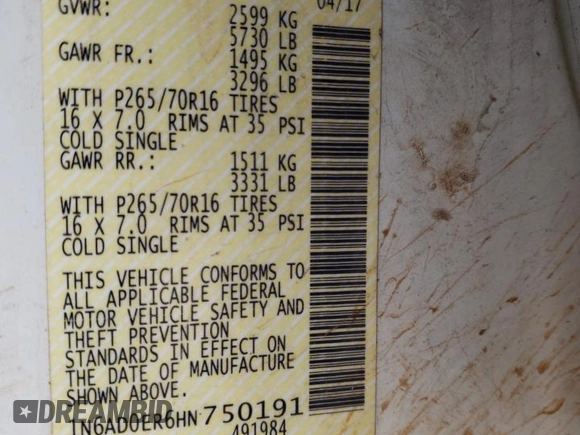 GVWR: 2599 KG 04/17
5730 LB
GAWR FR.: 1495 KG
3296 LB
WITH P265/70R16 TIRES
16 X 7.0 RIMS AT 35 PSI
COLD SINGLE
GAWR RR.: 1511 KG
3331 LB
WITH P265/70R16 TIRES
16 X 7.0 RIMS AT 35 PSI
COLD SINGLE
THIS VEHICLE CONFORMS TO
ALL APPLICABLE FEDERAL
MOTOR VEHICLE SAFETY AND
THEFT PREVENTION
STANDARDS IN EFFECT ON
THE DATE OF MANUFACTURE
SHOWN ABOVE.
1N6AD0ER6HN750191
491984
DREAMBID